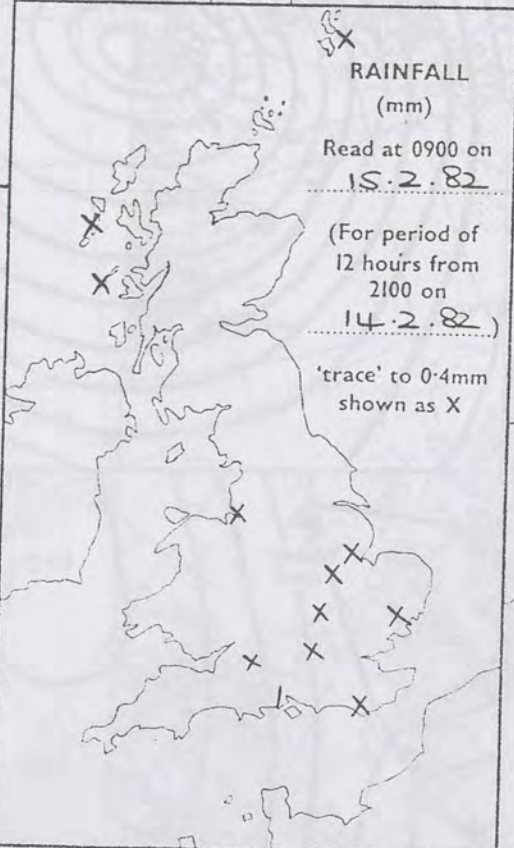 X
RAINFALL
(mm)
Read at 0900 on
15.2.82
X
(For period of
12 hours from
2100 on
14.2.82)
X
'trace' to 0·4mm
shown as X
X
X
X
X
X
X
X
1
X